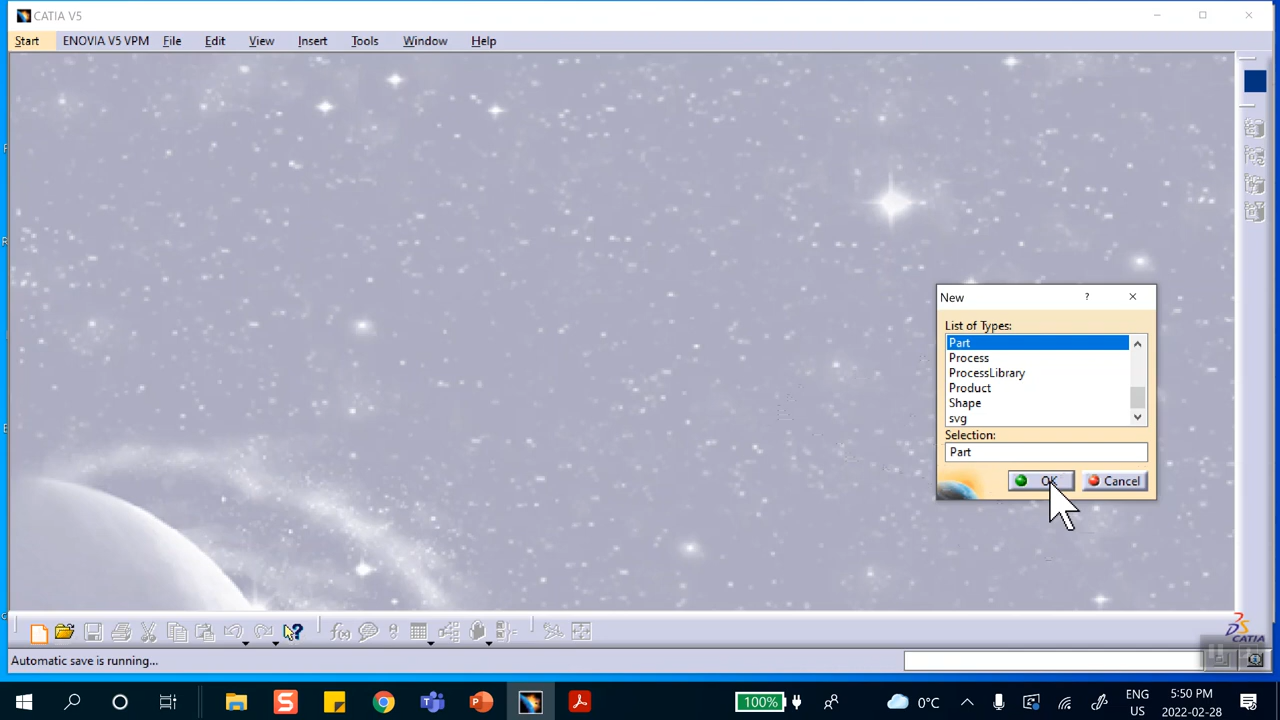 CATIA V5
Start ENOVIA V5 VPM File Edit View Insert Tools Window Help
New ?
List of Types:
Part
Process
ProcessLibrary
Product
Shape
svg
Selection:
Part
OK Cancel
f(x)
CATIA
Automatic save is running...
100% 0°C ENG US 5:50 PM 2022-02-28